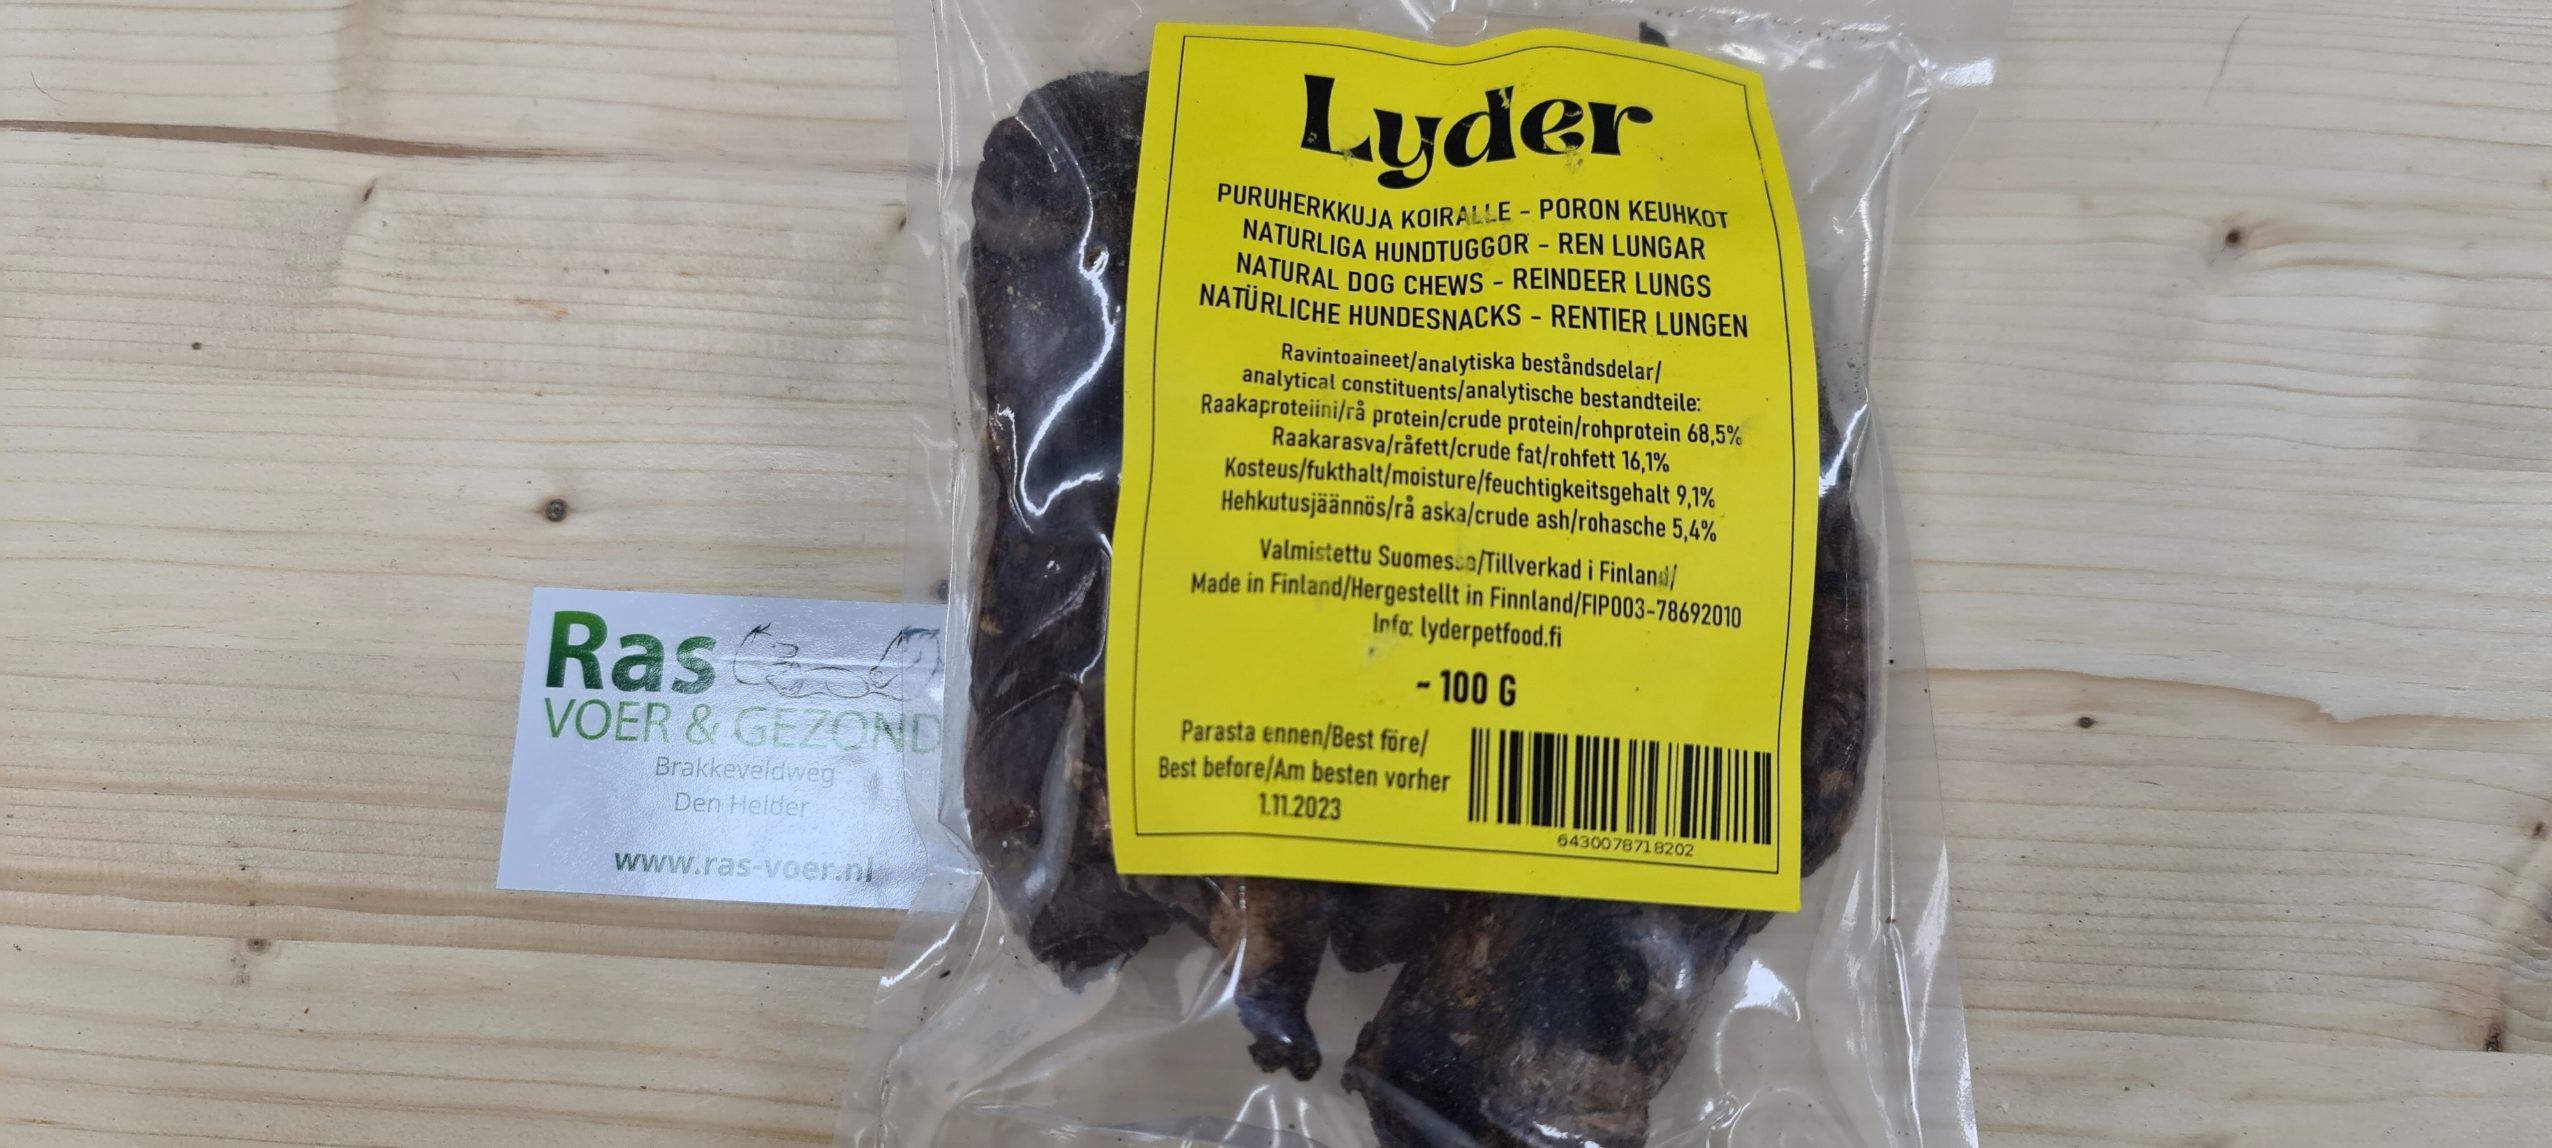 Lyder
PURUHERKKUJA KOIRALLE - PORON KEUHKOT
NATURLIGA HUNDTUGGOR - REN LUNGAR
NATURAL DOG CHEWS - REINDEER LUNGS
NATÜRLICHE HUNDESNACKS - RENTIER LUNGEN
Ravintoaineet/analytiska beståndsdelar/
analytical constituents/analytische bestandteile:
Raakaproteiini/rå protein/crude protein/rohprotein 68,5%
Raakarasva/råfett/crude fat/rohfett 16,1%
Kosteus/fukthalt/moisture/feuchtigkeitsgehalt 9,1%
Hehkutusjäännös/rå aska/crude ash/rohasche 5,4%
Valmistettu Suomessa/Tillverkad i Finland/
Made in Finland/Hergestellt in Finnland/FIP003-78692010
Info: lyderpetfood.fi
~ 100 G
Parasta ennen/Best före/
Best before/Am besten vorher
1.11.2023
6430078718202
Ras
VOER & GEZOND
Brakkeveldweg
Den Helder
www.ras-voer.nl